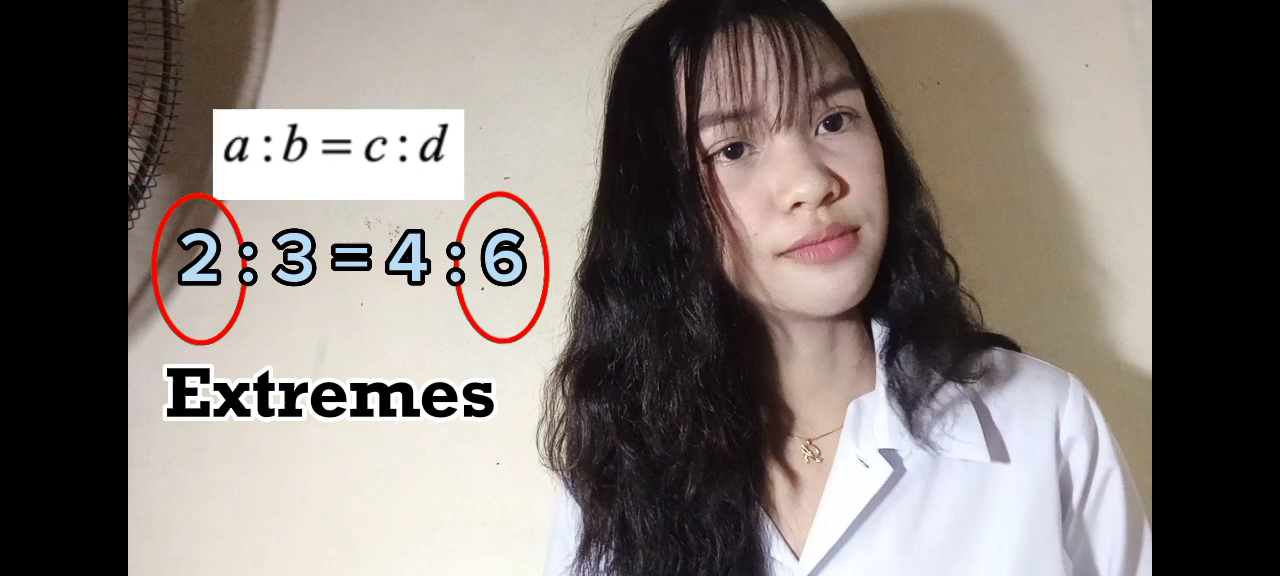 a : b = c : d
2 : 3 = 4 : 6
Extremes